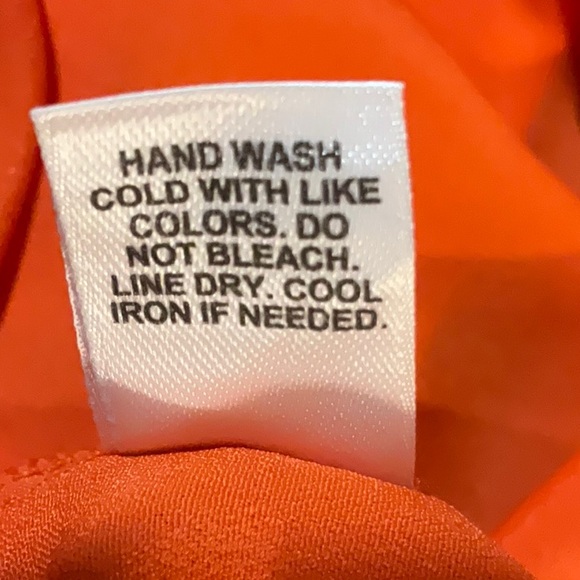 HAND WASH
COLD WITH LIKE
COLORS. DO
NOT BLEACH.
LINE DRY. COOL
IRON IF NEEDED.